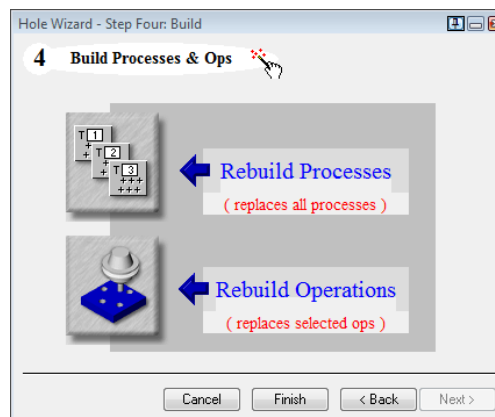 Hole Wizard - Step Four: Build
4 Build Processes & Ops
T 1
T 2
T 3
Rebuild Processes
( replaces all processes )
Rebuild Operations
( replaces selected ops )
Cancel Finish < Back Next >